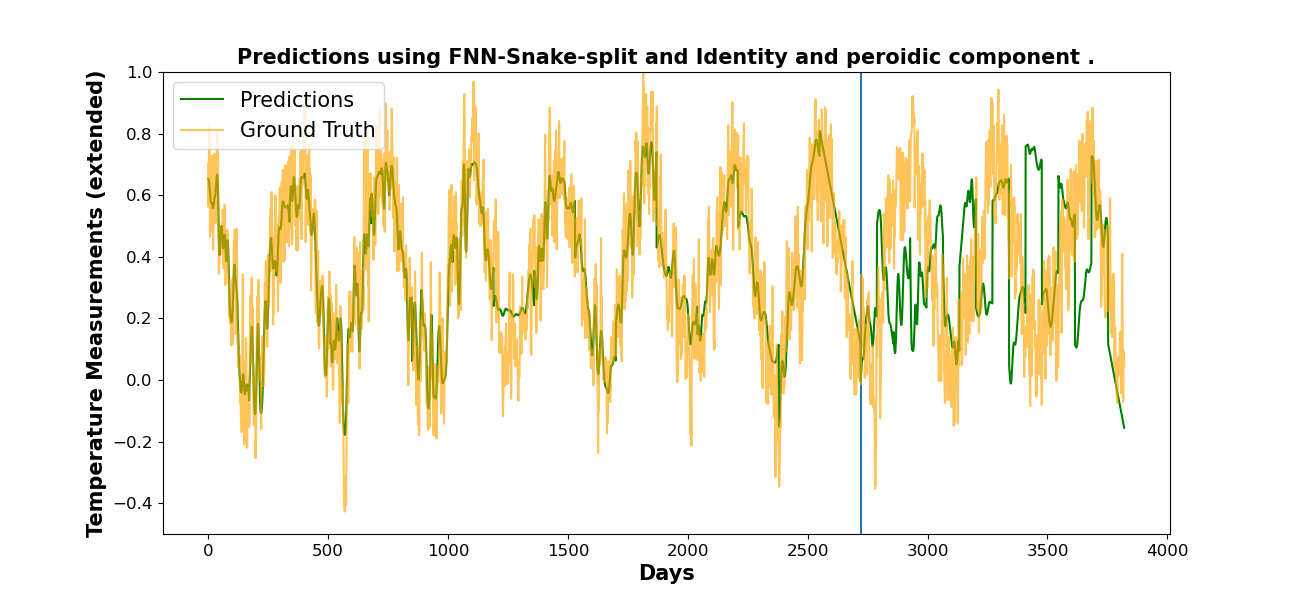 Predictions using FNN-Snake-split and Identity and peroidic component .
Temperature Measurements (extended)
1.0
0.8
0.6
0.4
0.2
0.0
−0.2
−0.4
Predictions
Ground Truth
0 500 1000 1500 2000 2500 3000 3500 4000
Days